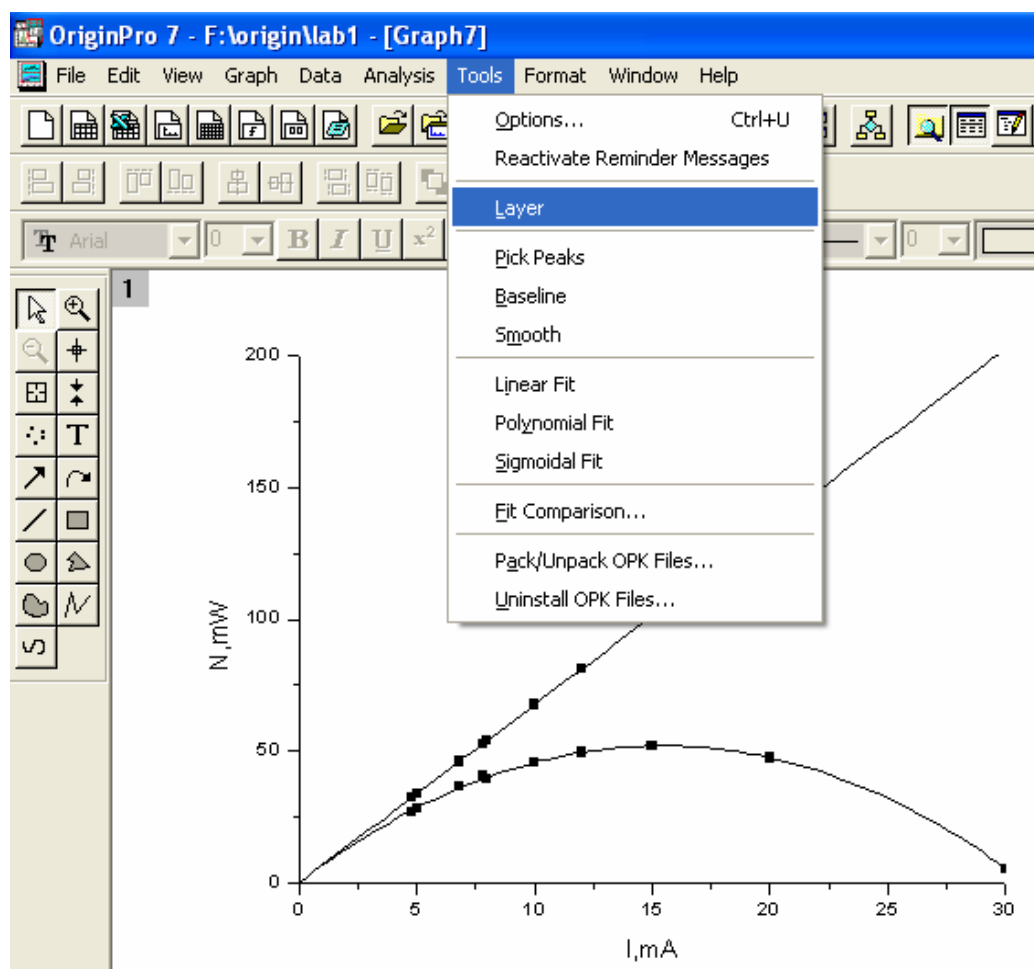 OriginPro 7 - F:\origin\lab1 - [Graph7]
File Edit View Graph Data Analysis Tools Format Window Help
Options... Ctrl+U
Reactivate Reminder Messages
Layer
Arial 0 B I U x² 0
Pick Peaks
Baseline
Smooth
Linear Fit
Polynomial Fit
Sigmoidal Fit
Fit Comparison...
Pack/Unpack OPK Files...
Uninstall OPK Files...
T
1
200
150
100
50
0
N,mW
0 5 10 15 20 25 30
I,mA